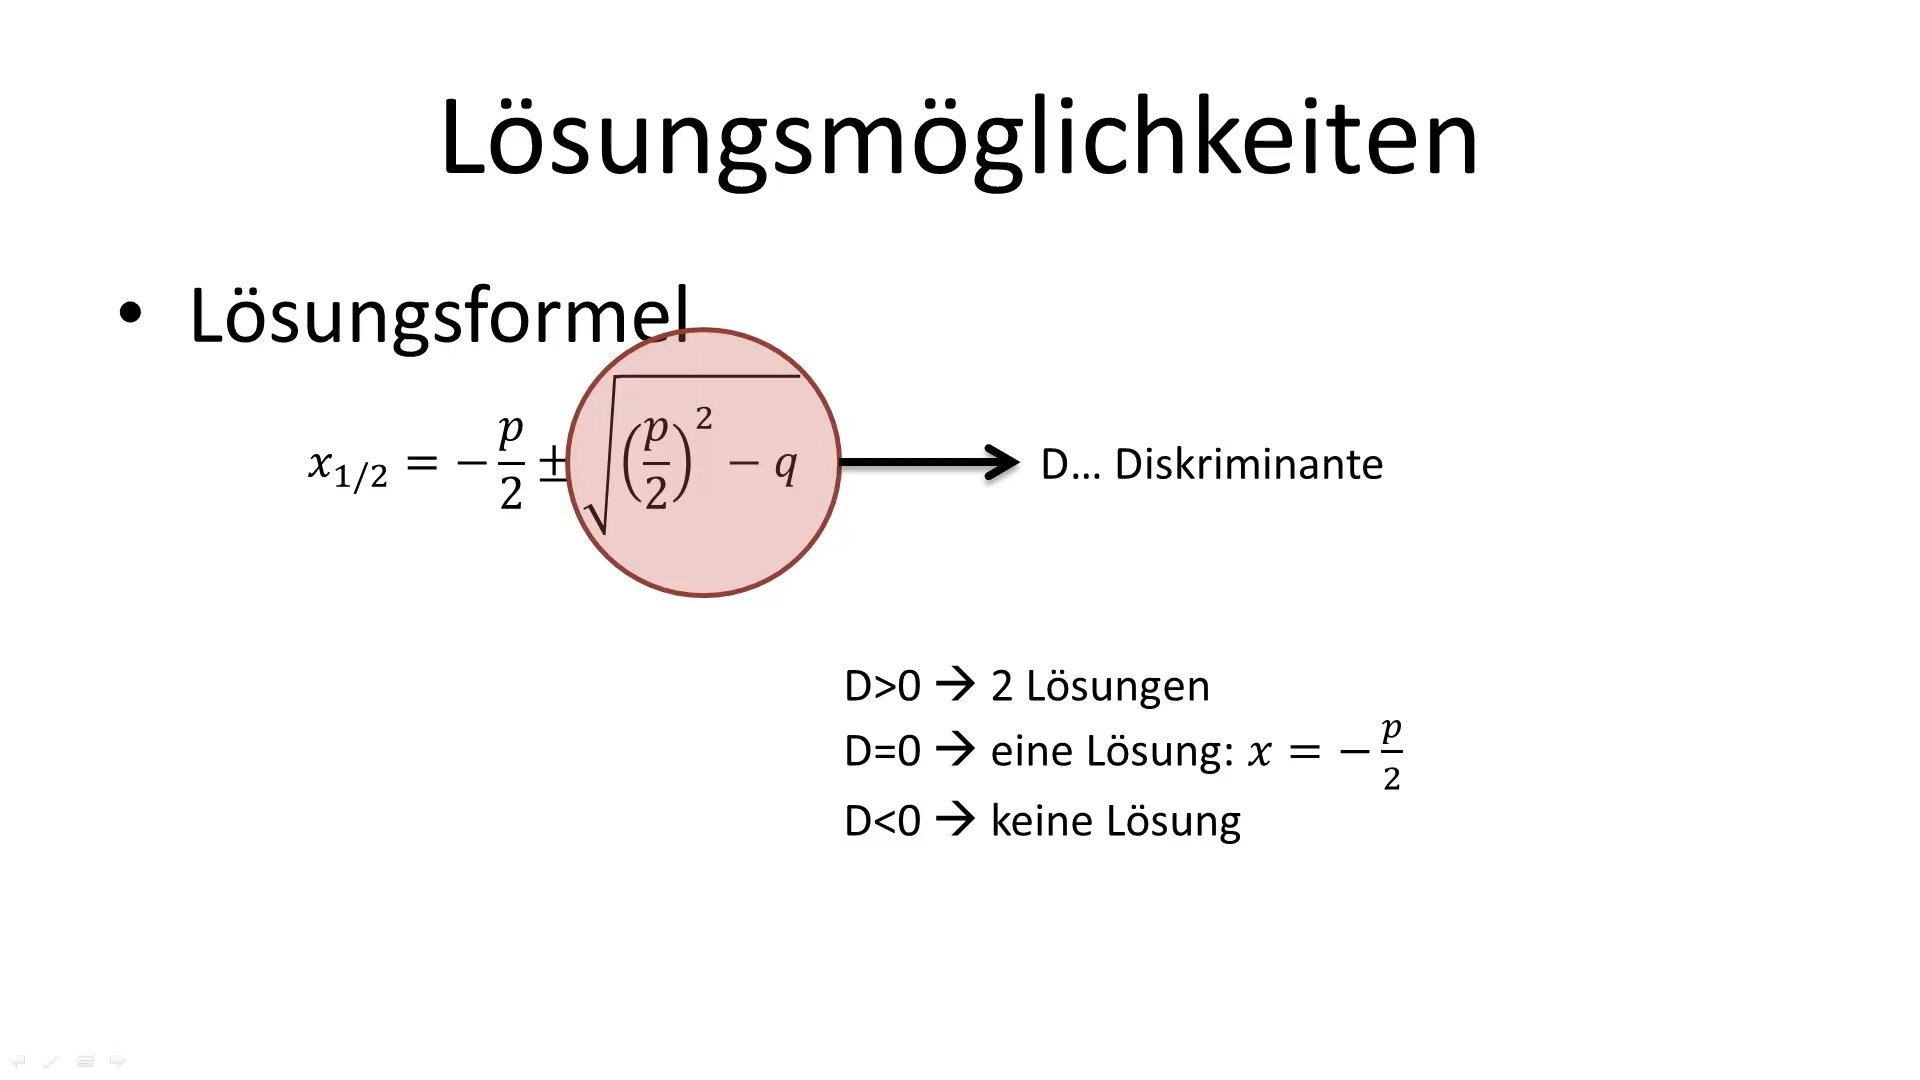 Lösungsmöglichkeiten
• Lösungsformel
x₁/₂ = −p/2 ± √((p/2)² − q)
D... Diskriminante
D>0 → 2 Lösungen
D=0 → eine Lösung: x = −p/2
D<0 → keine Lösung